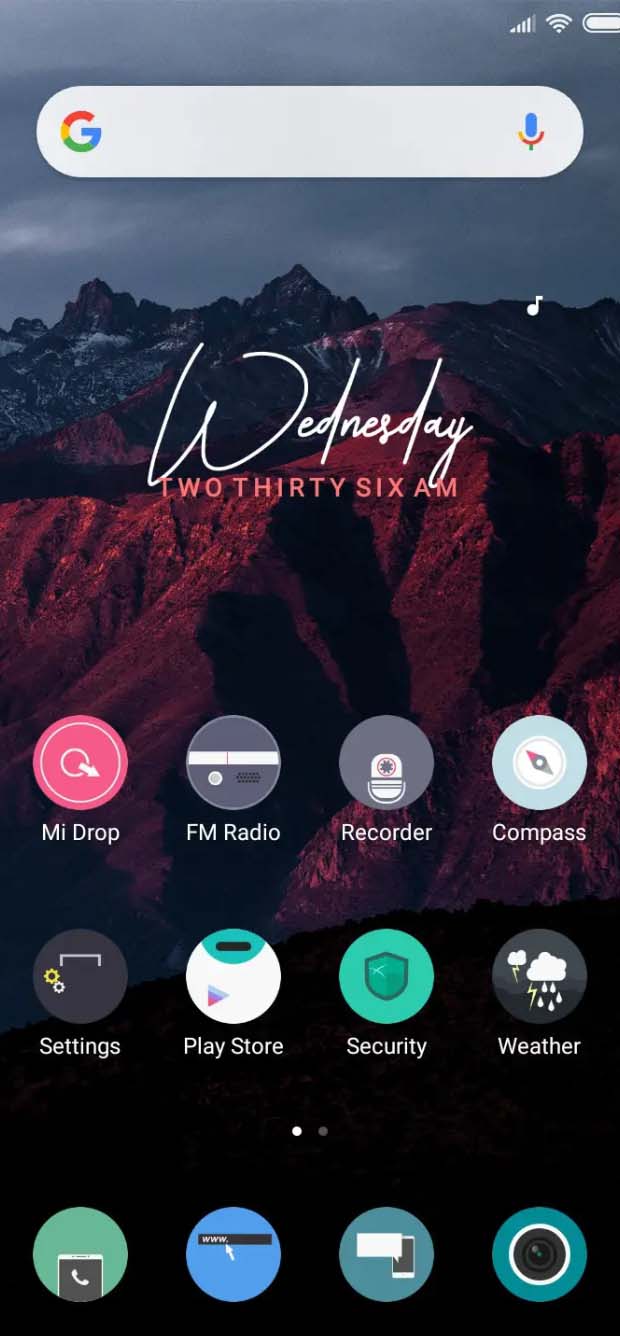 Wednesday
TWO THIRTY SIX AM
Mi Drop FM Radio Recorder Compass
Settings Play Store Security Weather
www.